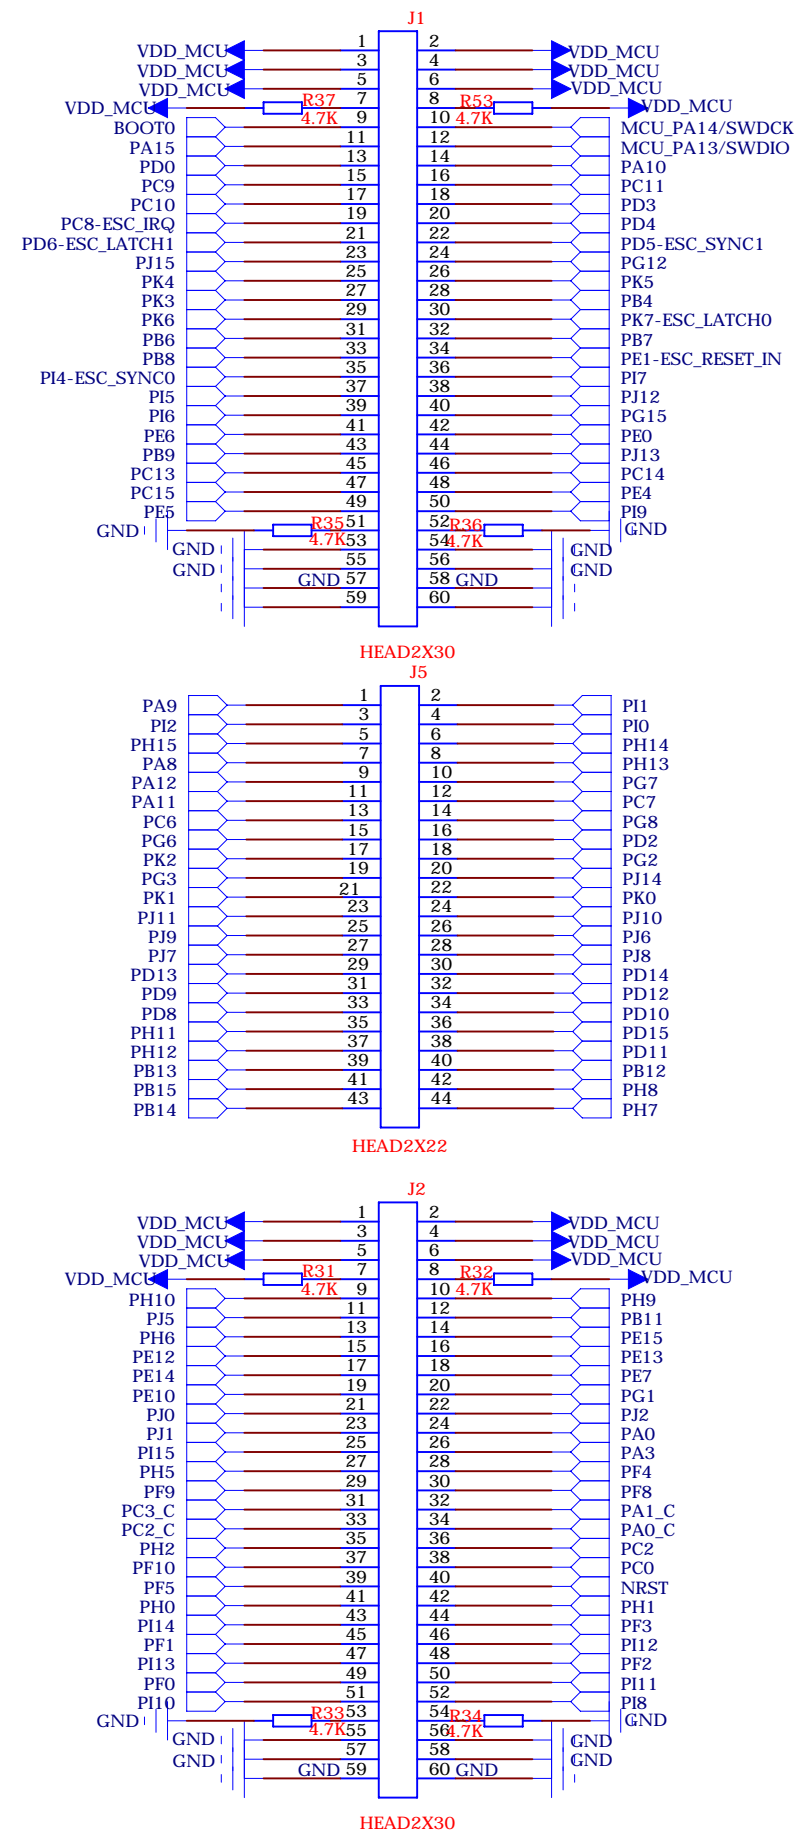 J1
VDD_MCU 1 2 VDD_MCU
VDD_MCU 3 4 VDD_MCU
VDD_MCU 5 6 VDD_MCU
VDD_MCU R37 4.7K 7 8 R53 4.7K VDD_MCU
BOOT0 9 10 MCU_PA14/SWDCK
PA15 11 12 MCU_PA13/SWDIO
PD0 13 14 PA10
PC9 15 16 PC11
PC10 17 18 PD3
PC8-ESC_IRQ 19 20 PD4
PD6-ESC_LATCH1 21 22 PD5-ESC_SYNC1
PJ15 23 24 PG12
PK4 25 26 PK5
PK3 27 28 PB4
PK6 29 30 PK7-ESC_LATCH0
PB6 31 32 PB7
PB8 33 34 PE1-ESC_RESET_IN
PI4-ESC_SYNC0 35 36 PI7
PI5 37 38 PJ12
PI6 39 40 PG15
PE6 41 42 PE0
PB9 43 44 PJ13
PC13 45 46 PC14
PC15 47 48 PE4
PE5 49 50 PI9
GND R35 4.7K 51 52 R36 4.7K GND
GND 53 54 GND
GND 55 56 GND
GND 57 58 GND
59 60
HEAD2X30
J5
PA9 1 2 PI1
PI2 3 4 PI0
PH15 5 6 PH14
PA8 7 8 PH13
PA12 9 10 PG7
PA11 11 12 PC7
PC6 13 14 PG8
PG6 15 16 PD2
PK2 17 18 PG2
PG3 19 20 PJ14
PK1 21 22 PK0
PJ11 23 24 PJ10
PJ9 25 26 PJ6
PJ7 27 28 PJ8
PD13 29 30 PD14
PD9 31 32 PD12
PD8 33 34 PD10
PH11 35 36 PD15
PH12 37 38 PD11
PB13 39 40 PB12
PB15 41 42 PH8
PB14 43 44 PH7
HEAD2X22
J2
VDD_MCU 1 2 VDD_MCU
VDD_MCU 3 4 VDD_MCU
VDD_MCU 5 6 VDD_MCU
VDD_MCU R31 4.7K 7 8 R32 4.7K VDD_MCU
PH10 9 10 PH9
PJ5 11 12 PB11
PH6 13 14 PE15
PE12 15 16 PE13
PE14 17 18 PE7
PE10 19 20 PG1
PJ0 21 22 PJ2
PJ1 23 24 PA0
PI15 25 26 PA3
PH5 27 28 PF4
PF9 29 30 PF8
PC3_C 31 32 PA1_C
PC2_C 33 34 PA0_C
PH2 35 36 PC2
PF10 37 38 PC0
PF5 39 40 NRST
PH0 41 42 PH1
PI14 43 44 PF3
PF1 45 46 PI12
PI13 47 48 PF2
PF0 49 50 PI11
PI10 51 52 PI8
GND R33 4.7K 53 54 R34 4.7K GND
GND 55 56 GND
GND 57 58 GND
GND 59 60 GND
HEAD2X30